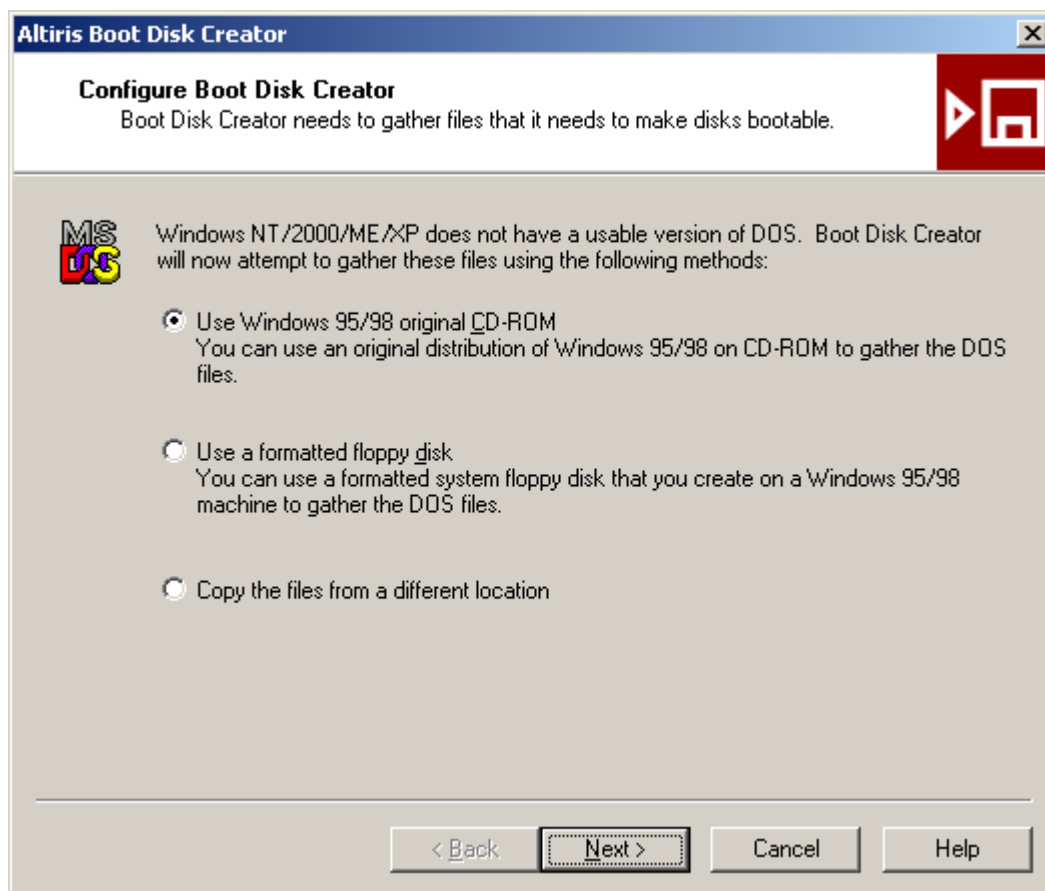 Altiris Boot Disk Creator
Configure Boot Disk Creator
Boot Disk Creator needs to gather files that it needs to make disks bootable.
MS
DOS
Windows NT/2000/ME/XP does not have a usable version of DOS.  Boot Disk Creator
will now attempt to gather these files using the following methods:
Use Windows 95/98 original CD-ROM
You can use an original distribution of Windows 95/98 on CD-ROM to gather the DOS
files.
Use a formatted floppy disk
You can use a formatted system floppy disk that you create on a Windows 95/98
machine to gather the DOS files.
Copy the files from a different location
< Back
Next >
Cancel
Help